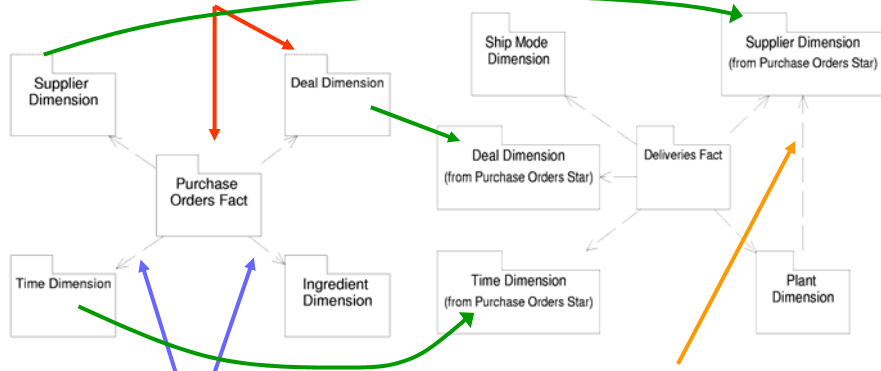 Supplier
Dimension
Deal Dimension
Purchase
Orders Fact
Time Dimension
Ingredient
Dimension
Ship Mode
Dimension
Supplier Dimension
(from Purchase Orders Star)
Deal Dimension
(from Purchase Orders Star)
Deliveries Fact
Time Dimension
(from Purchase Orders Star)
Plant
Dimension